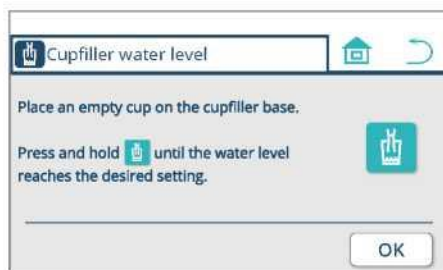 Cupfiller water level
Place an empty cup on the cupfiller base.
Press and hold until the water level
reaches the desired setting.
OK